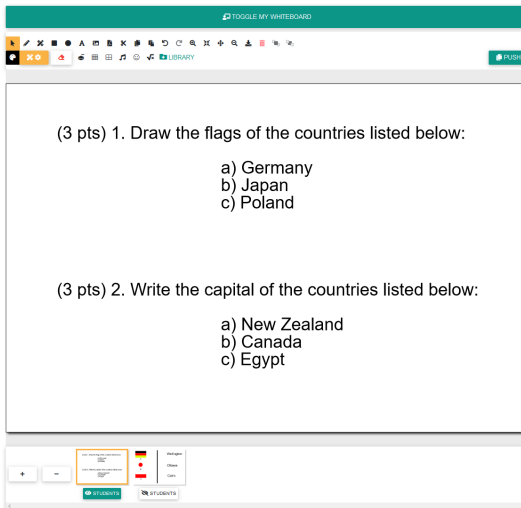 TOGGLE MY WHITEBOARD
LIBRARY
PUSH
(3 pts) 1. Draw the flags of the countries listed below:
a) Germany
b) Japan
c) Poland
(3 pts) 2. Write the capital of the countries listed below:
a) New Zealand
b) Canada
c) Egypt
Wellington
Ottawa
Cairo
STUDENTS
STUDENTS